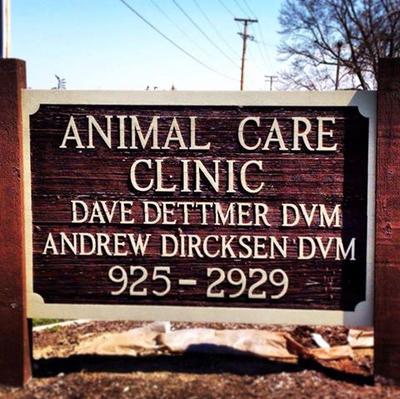 ANIMAL CARE
CLINIC
DAVE DETTMER DVM
ANDREW DIRCKSEN DVM
925-2929